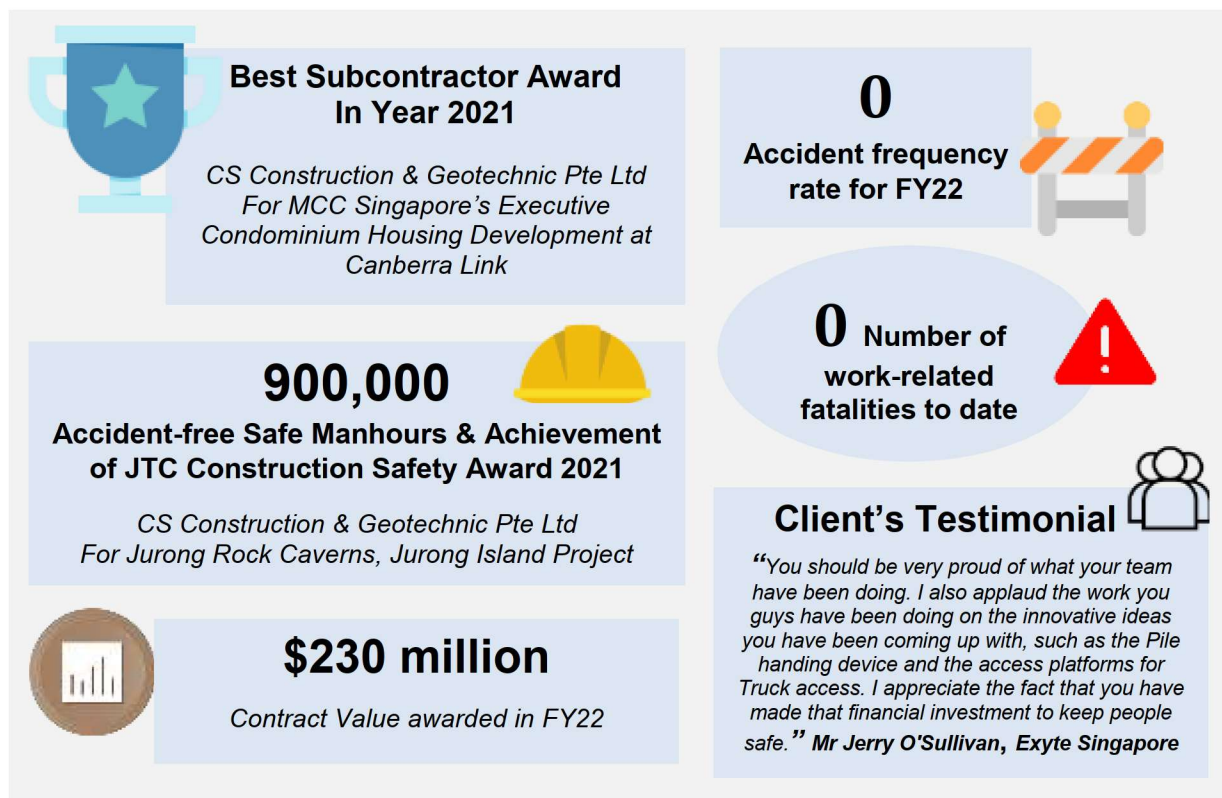 Best Subcontractor Award
In Year 2021
CS Construction & Geotechnic Pte Ltd
For MCC Singapore’s Executive
Condominium Housing Development at
Canberra Link
900,000
Accident-free Safe Manhours & Achievement
of JTC Construction Safety Award 2021
CS Construction & Geotechnic Pte Ltd
For Jurong Rock Caverns, Jurong Island Project
$230 million
Contract Value awarded in FY22
0
Accident frequency
rate for FY22
0 Number of
work-related
fatalities to date
Client’s Testimonial
“You should be very proud of what your team
have been doing. I also applaud the work you
guys have been doing on the innovative ideas
you have been coming up with, such as the Pile
handing device and the access platforms for
Truck access. I appreciate the fact that you have
made that financial investment to keep people
safe.” Mr Jerry O'Sullivan, Exyte Singapore